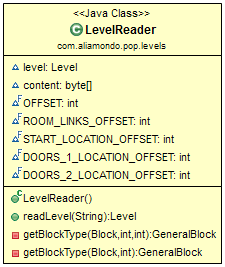 <<Java Class>>
LevelReader
com.aliamondo.pop.levels
level: Level
content: byte[]
OFFSET: int
ROOM_LINKS_OFFSET: int
START_LOCATION_OFFSET: int
DOORS_1_LOCATION_OFFSET: int
DOORS_2_LOCATION_OFFSET: int
LevelReader()
readLevel(String):Level
getBlockType(Block,int,int):GeneralBlock
getBlockType(Block,int):GeneralBlock